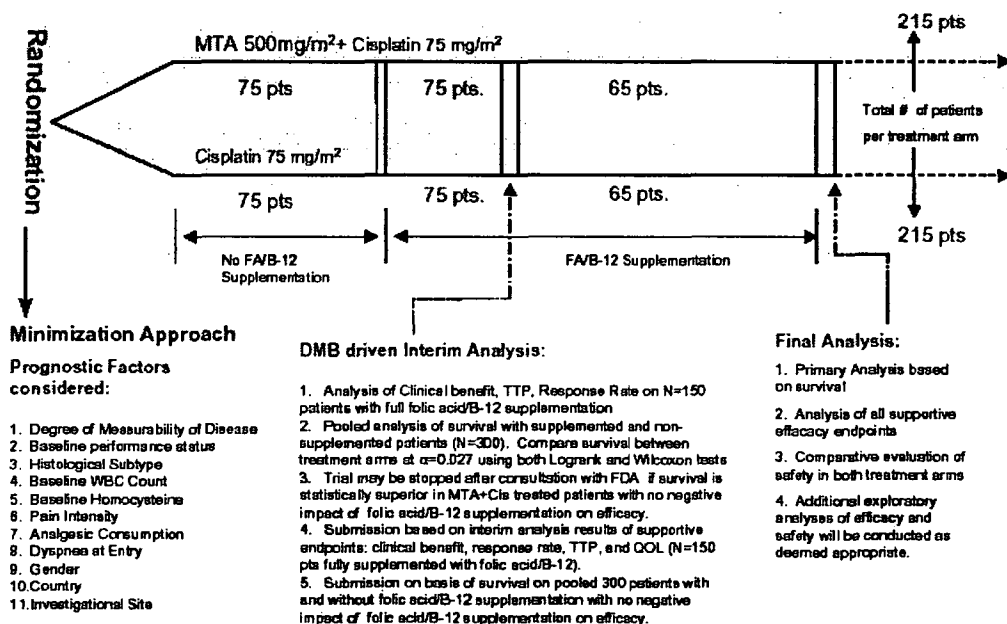 215 pts
Randomization
MTA 500mg/m²+ Cisplatin 75 mg/m²
75 pts
75 pts.
65 pts.
Total # of patients
per treatment arm
Cisplatin 75 mg/m²
75 pts
75 pts.
65 pts.
215 pts
No FA/B-12
Supplementation
FA/B-12 Supplementation
Minimization Approach
Prognostic Factors
considered:
1. Degree of Measurability of Disease
2. Baseline performance status
3. Histological Subtype
4. Baseline WBC Count
5. Baseline Homocysteine
6. Pain Intensity
7. Analgesic Consumption
8. Dyspnea at Entry
9. Gender
10.Country
11.Investigational Site
DMB driven Interim Analysis:
1. Analysis of Clinical benefit, TTP, Response Rate on N=150
patients with full folic acid/B-12 supplementation
2. Pooled analysis of survival with supplemented and non-
supplemented patients (N=300). Compare survival between
treatment arms at α=0.027 using both Logrank and Wilcoxon tests
3. Trial may be stopped after consultation with FDA if survival is
statistically superior in MTA+Cis treated patients with no negative
impact of folic acid/B-12 supplementation on efficacy.
4. Submission based on interim analysis results of supportive
endpoints: clinical benefit, response rate, TTP, and QOL (N=150
pts fully supplemented with folic acid/B-12).
5. Submission on basis of survival on pooled 300 patients with
and without folic acid/B-12 supplementation with no negative
impact of folic acid/B-12 supplementation on efficacy.
Final Analysis:
1. Primary Analysis based
on survival
2. Analysis of all supportive
effacacy endpoints
3. Comparative evaluation of
safety in both treatment arms
4. Additional exploratory
analyses of efficacy and
safety will be conducted as
deemed appropriate.